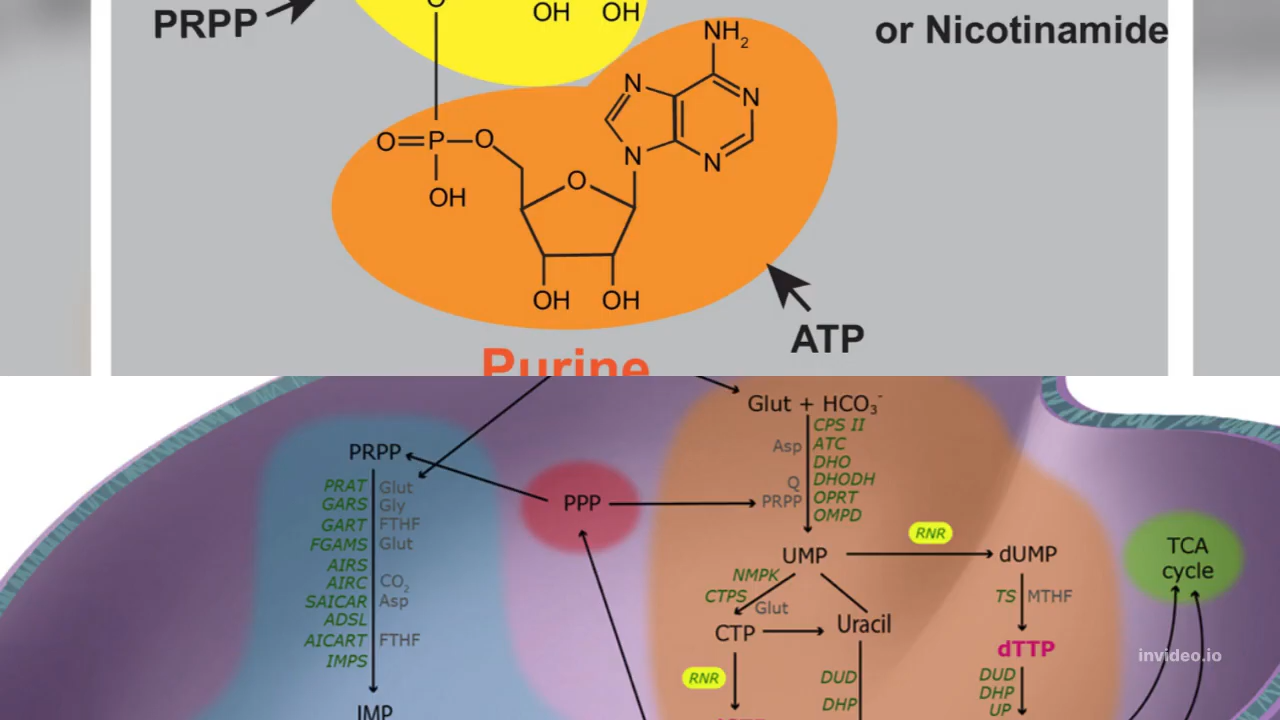 PRPP
O
OH OH
or Nicotinamide
NH2
N
N
N
N
O=P—O
OH
O
OH OH
ATP
Purine
Glut + HCO3-
CPS II
Asp ATC
DHO
Q DHODH
PRPP OPRT
OMPD
PRPP
PRAT Glut
GARS Gly
GART FTHF
FGAMS Glut
AIRS
AIRC CO2
SAICAR Asp
ADSL
AICART FTHF
IMPS
IMP
PPP
UMP
RNR
dUMP
NMPK
CTPS
Glut
CTP
Uracil
RNR
DUD
DHP
TS MTHF
dTTP
DUD
DHP
UP
TCA
cycle
invideo.io